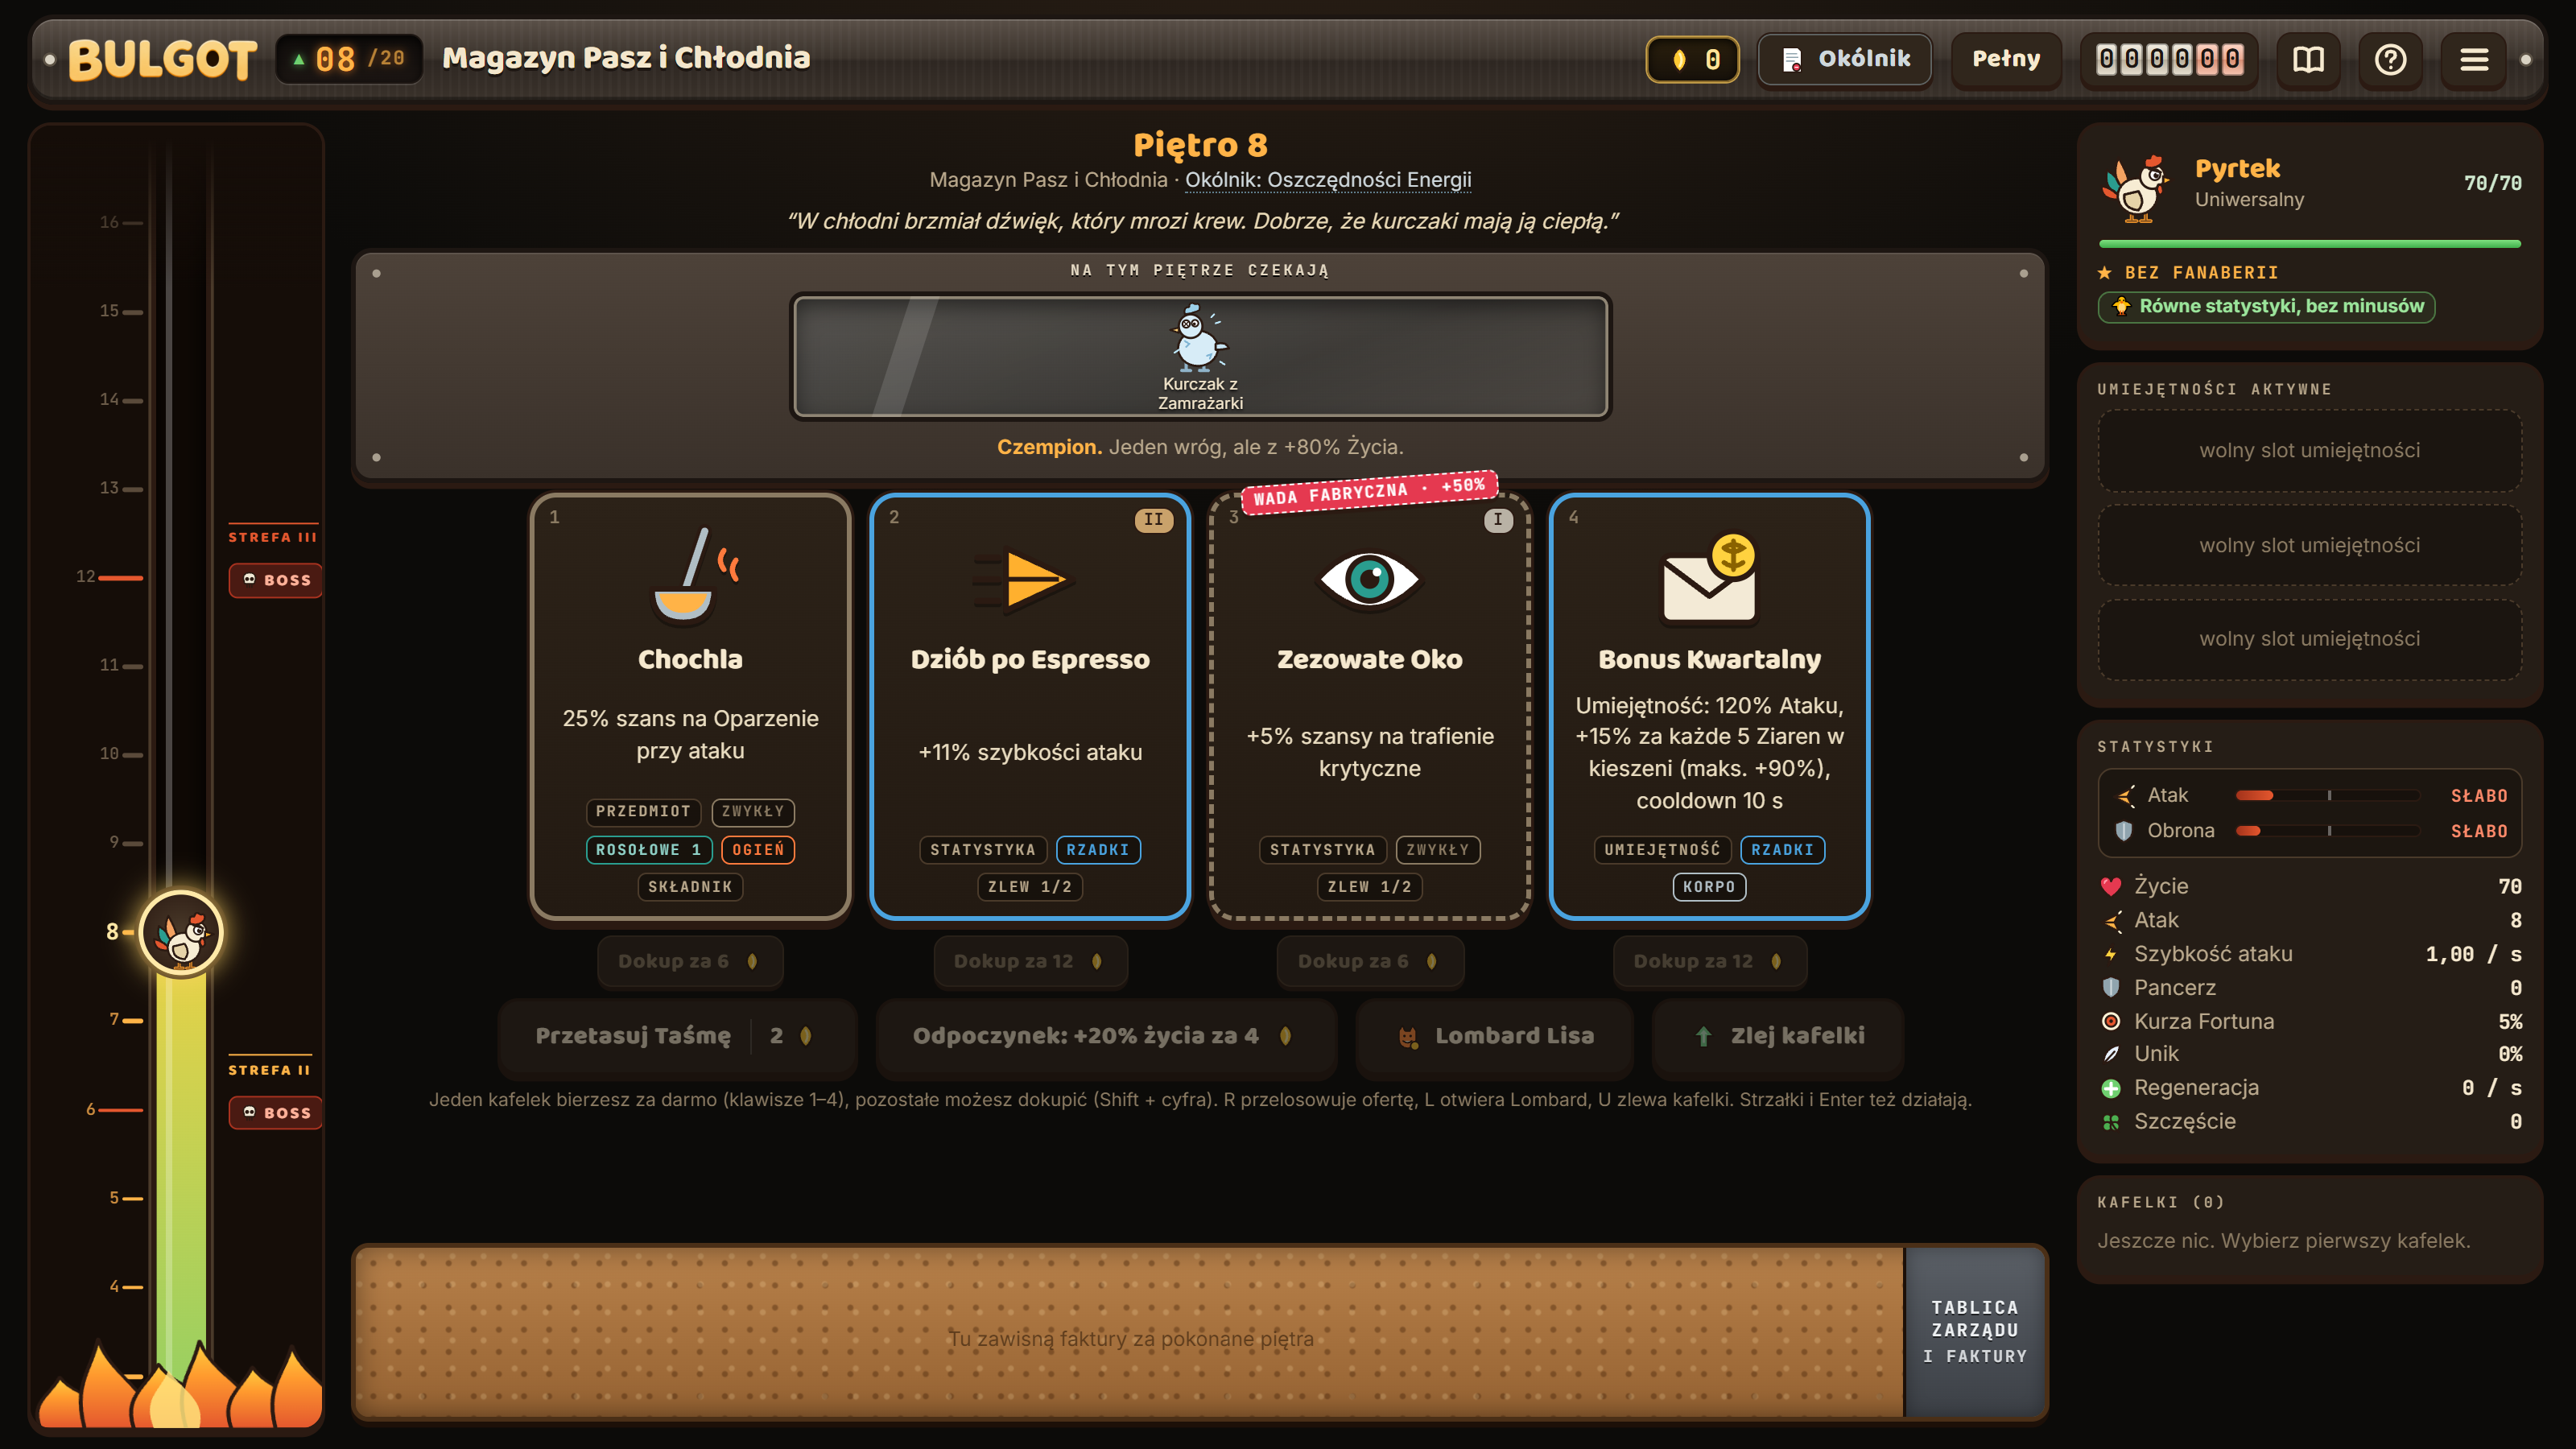 BULGOT
▲ 08 /20
Magazyn Pasz i Chłodnia
0
Okólnik
Pełny
000000
16
15
14
13
STREFA III
12
BOSS
11
10
9
8
7
STREFA II
6
BOSS
5
4
Piętro 8
Magazyn Pasz i Chłodnia · Okólnik: Oszczędności Energii
“W chłodni brzmiał dźwięk, który mrozi krew. Dobrze, że kurczaki mają ją ciepłą.”
NA TYM PIĘTRZE CZEKAJĄ
Kurczak z
Zamrażarki
Czempion. Jeden wróg, ale z +80% Życia.
1
Chochla
25% szans na Oparzenie
przy ataku
PRZEDMIOT ZWYKŁY
ROSOŁOWE 1 OGIEŃ
SKŁADNIK
Dokup za 6
2
II
Dziób po Espresso
+11% szybkości ataku
STATYSTYKA RZADKI
ZLEW 1/2
Dokup za 12
WADA FABRYCZNA · +50%
3
I
Zezowate Oko
+5% szansy na trafienie
krytyczne
STATYSTYKA ZWYKŁY
ZLEW 1/2
Dokup za 6
4
Bonus Kwartalny
Umiejętność: 120% Ataku,
+15% za każde 5 Ziaren w
kieszeni (maks. +90%),
cooldown 10 s
UMIEJĘTNOŚĆ RZADKI
KORPO
Dokup za 12
Przetasuj Taśmę 2
Odpoczynek: +20% życia za 4
Lombard Lisa
Zlej kafelki
Jeden kafelek bierzesz za darmo (klawisze 1–4), pozostałe możesz dokupić (Shift + cyfra). R przelosowuje ofertę, L otwiera Lombard, U zlewa kafelki. Strzałki i Enter też działają.
Tu zawisną faktury za pokonane piętra
TABLICA
ZARZĄDU
I FAKTURY
Pyrtek
Uniwersalny
70/70
★ BEZ FANABERII
Równe statystyki, bez minusów
UMIEJĘTNOŚCI AKTYWNE
wolny slot umiejętności
wolny slot umiejętności
wolny slot umiejętności
STATYSTYKI
Atak SŁABO
Obrona SŁABO
Życie 70
Atak 8
Szybkość ataku 1,00 / s
Pancerz 0
Kurza Fortuna 5%
Unik 0%
Regeneracja 0 / s
Szczęście 0
KAFELKI (0)
Jeszcze nic. Wybierz pierwszy kafelek.